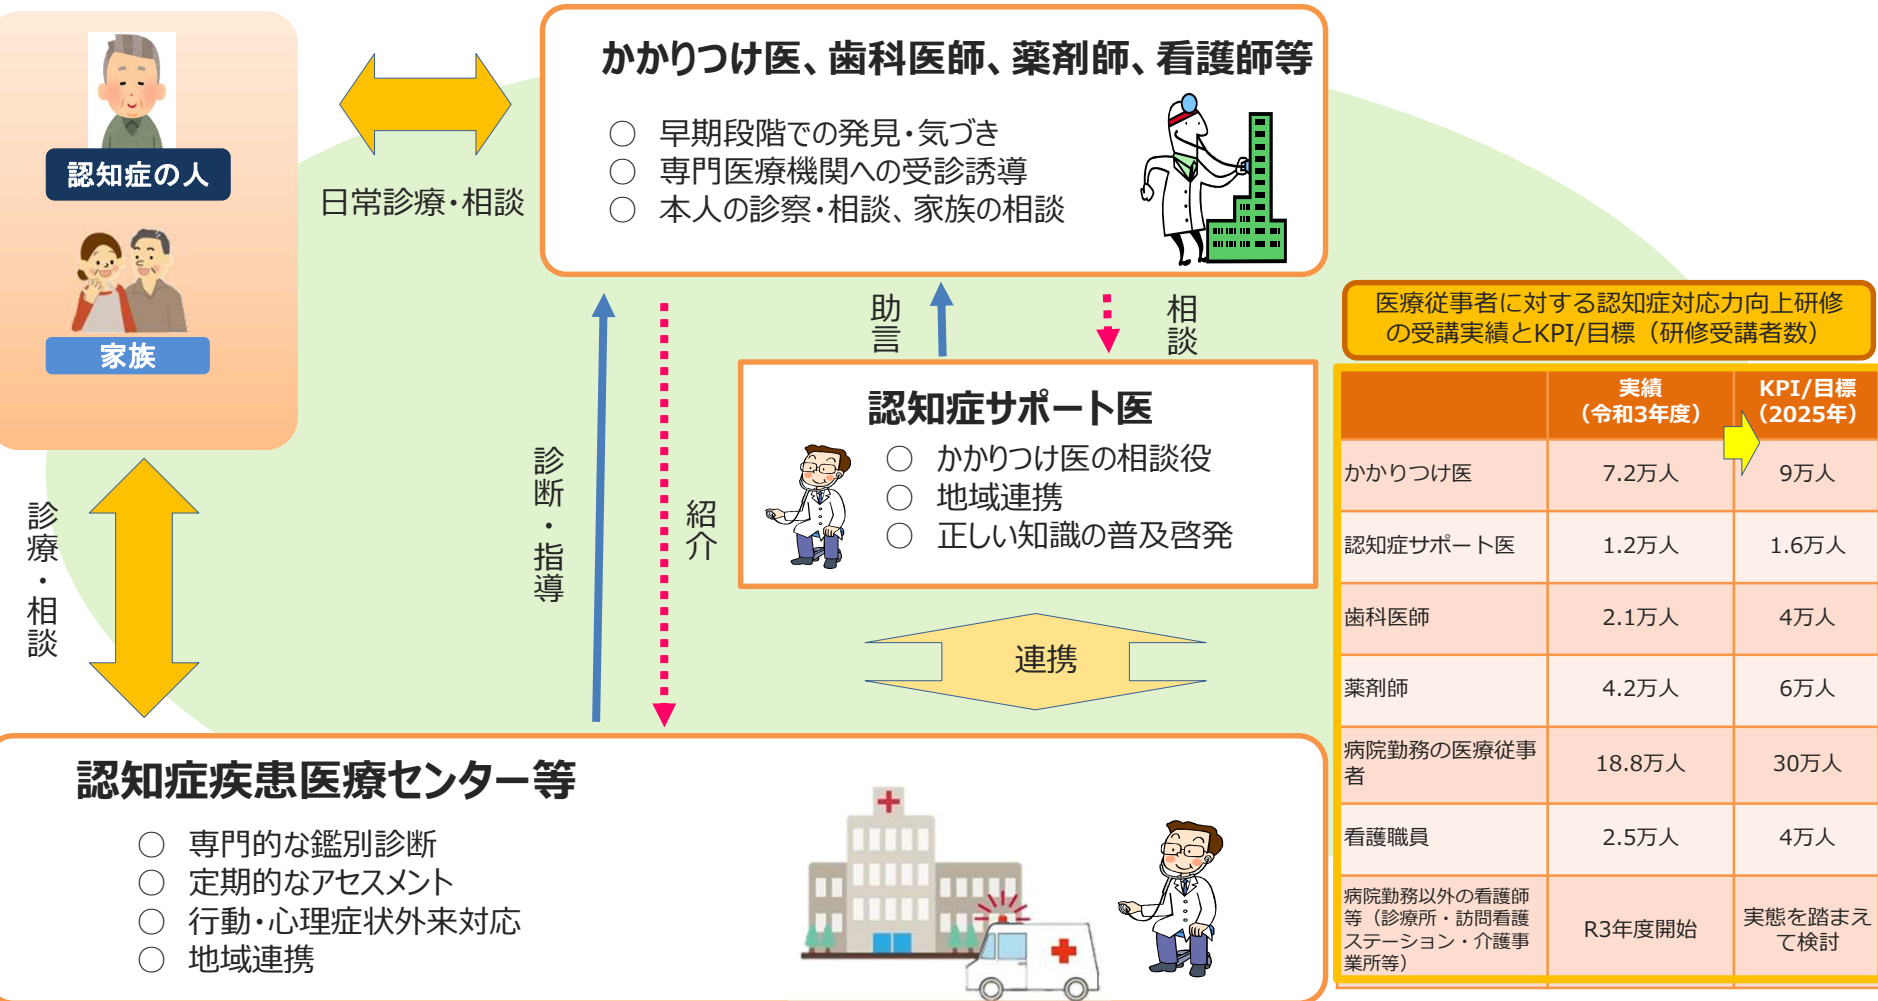 かかりつけ医、歯科医師、薬剤師、看護師等
○ 早期段階での発見・気づき
○ 専門医療機関への受診誘導
○ 本人の診察・相談、家族の相談
認知症の人
家族
日常診療・相談
診療・相談
診断・指導
紹介
助言
相談
認知症サポート医
○ かかりつけ医の相談役
○ 地域連携
○ 正しい知識の普及啓発
連携
認知症疾患医療センター等
○ 専門的な鑑別診断
○ 定期的なアセスメント
○ 行動・心理症状外来対応
○ 地域連携
医療従事者に対する認知症対応力向上研修
の受講実績とKPI/目標（研修受講者数）
実績 KPI/目標
（令和3年度） （2025年）
かかりつけ医 7.2万人 9万人
認知症サポート医 1.2万人 1.6万人
歯科医師 2.1万人 4万人
薬剤師 4.2万人 6万人
病院勤務の医療従事
者 18.8万人 30万人
看護職員 2.5万人 4万人
病院勤務以外の看護師
等（診療所・訪問看護
ステーション・介護事
業所等） R3年度開始 実態を踏まえ
て検討